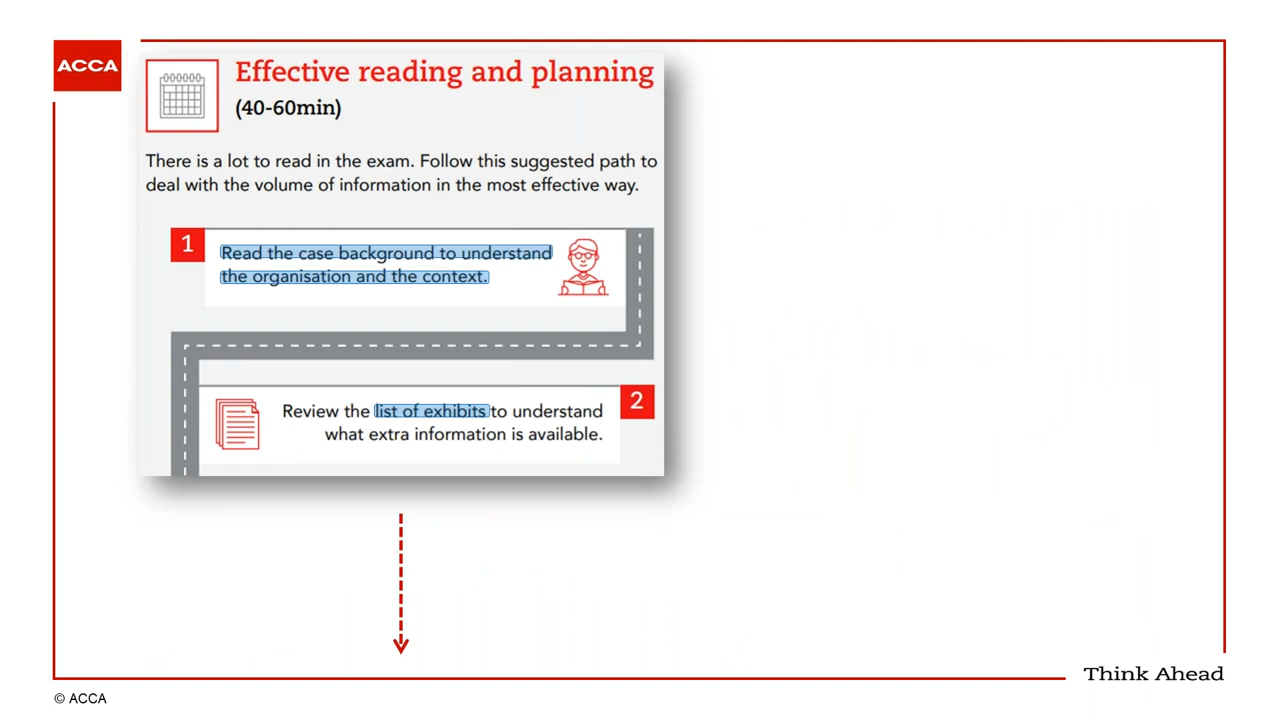 ACCA
Effective reading and planning
(40-60min)
There is a lot to read in the exam. Follow this suggested path to
deal with the volume of information in the most effective way.
1
Read the case background to understand
the organisation and the context.
2
Review the list of exhibits to understand
what extra information is available.
Think Ahead
© ACCA